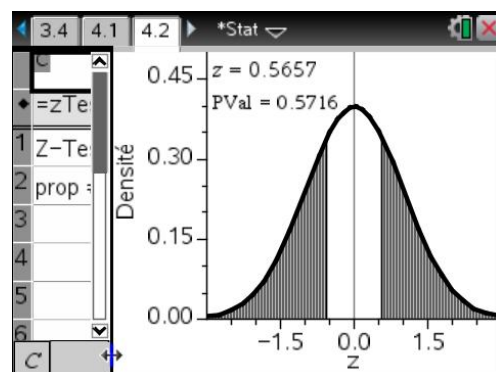 3.4 4.1 4.2 *Stat
C
=zTe
1 Z-Te
2 prop =
3
4
5
6
C
z = 0.5657
PVal = 0.5716
Densité
0.45
0.30
0.15
0.00
-1.5 0.0 1.5
z